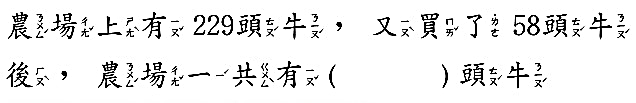 農場上有 229頭牛， 又買了 58頭牛
後， 農場一共有 (          ) 頭牛